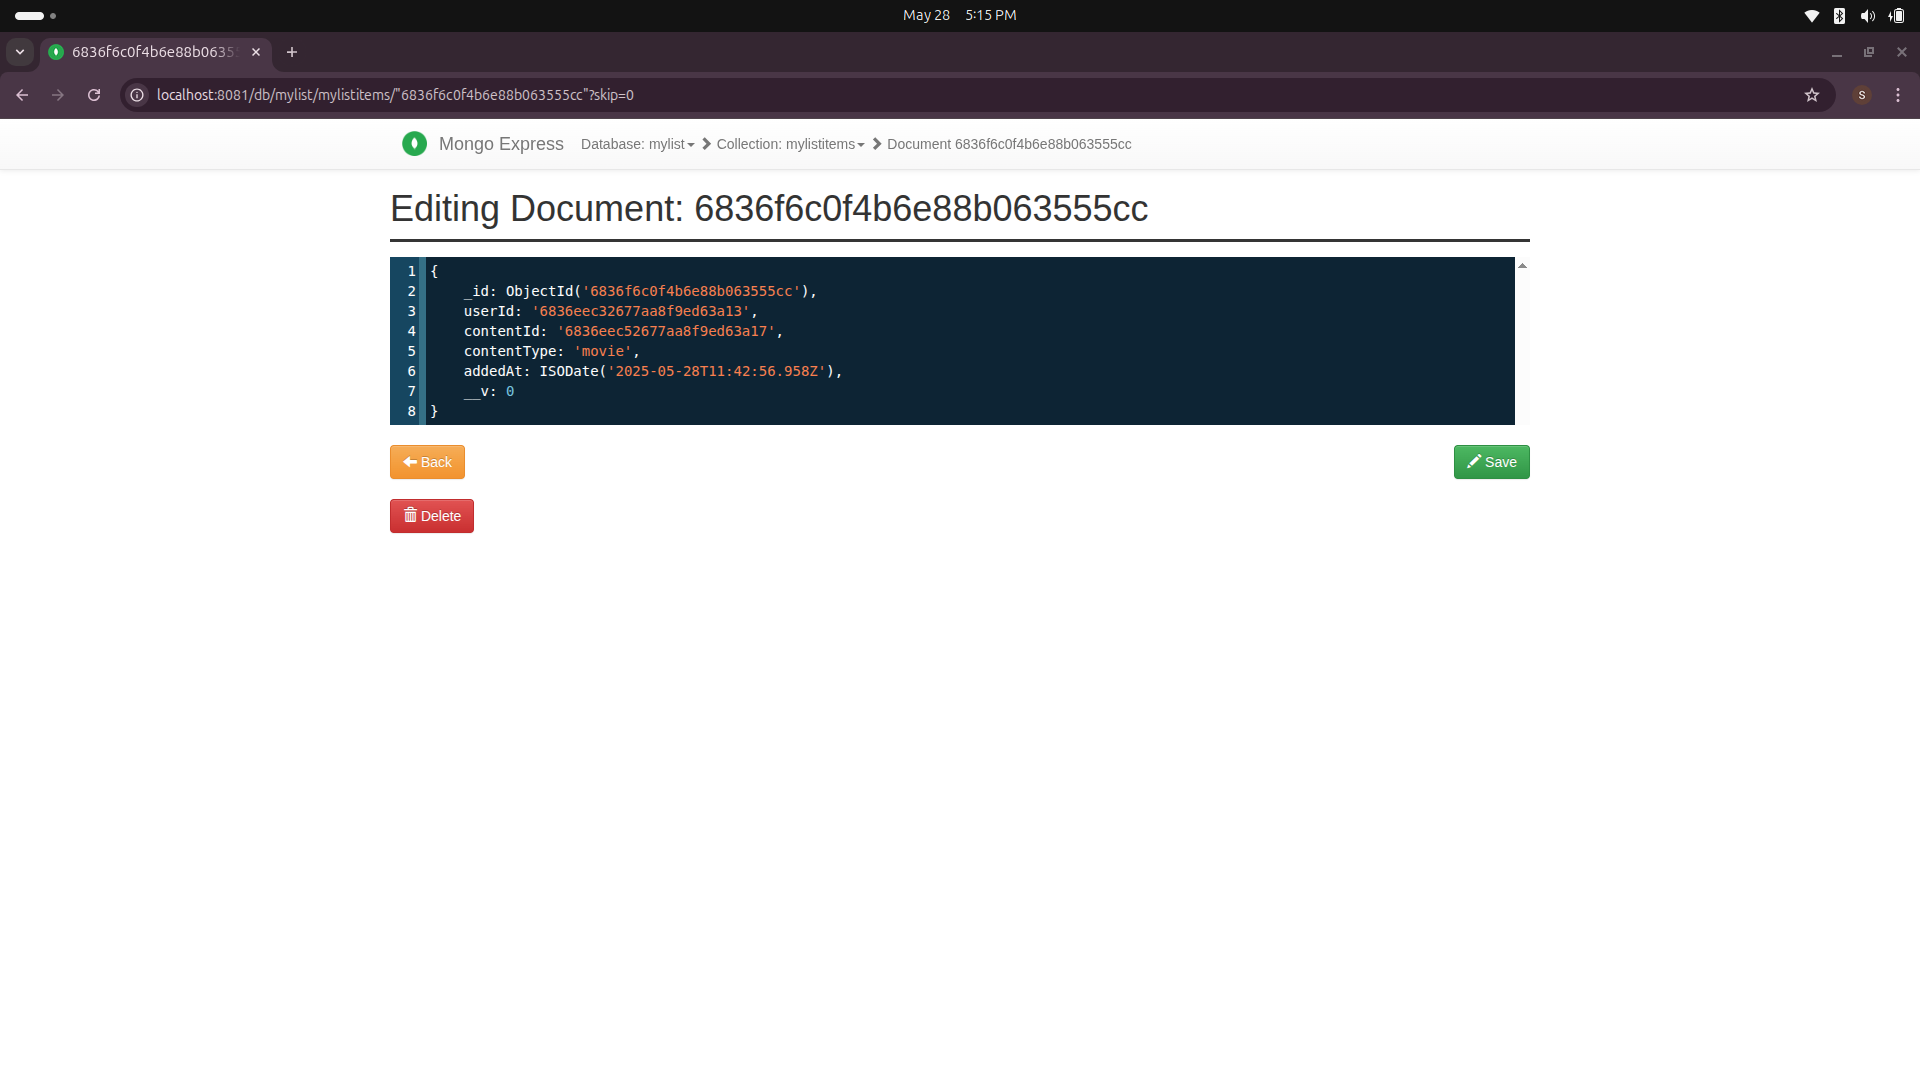 May 28 5:15 PM
6836f6c0f4b6e88b06355
localhost:8081/db/mylist/mylistitems/"6836f6c0f4b6e88b063555cc"?skip=0
S
Mongo Express Database: mylist Collection: mylistitems Document 6836f6c0f4b6e88b063555cc
Editing Document: 6836f6c0f4b6e88b063555cc
1 {
2 _id: ObjectId('6836f6c0f4b6e88b063555cc'),
3 userId: '6836eec32677aa8f9ed63a13',
4 contentId: '6836eec52677aa8f9ed63a17',
5 contentType: 'movie',
6 addedAt: ISODate('2025-05-28T11:42:56.958Z'),
7 __v: 0
8 }
Back Save
Delete